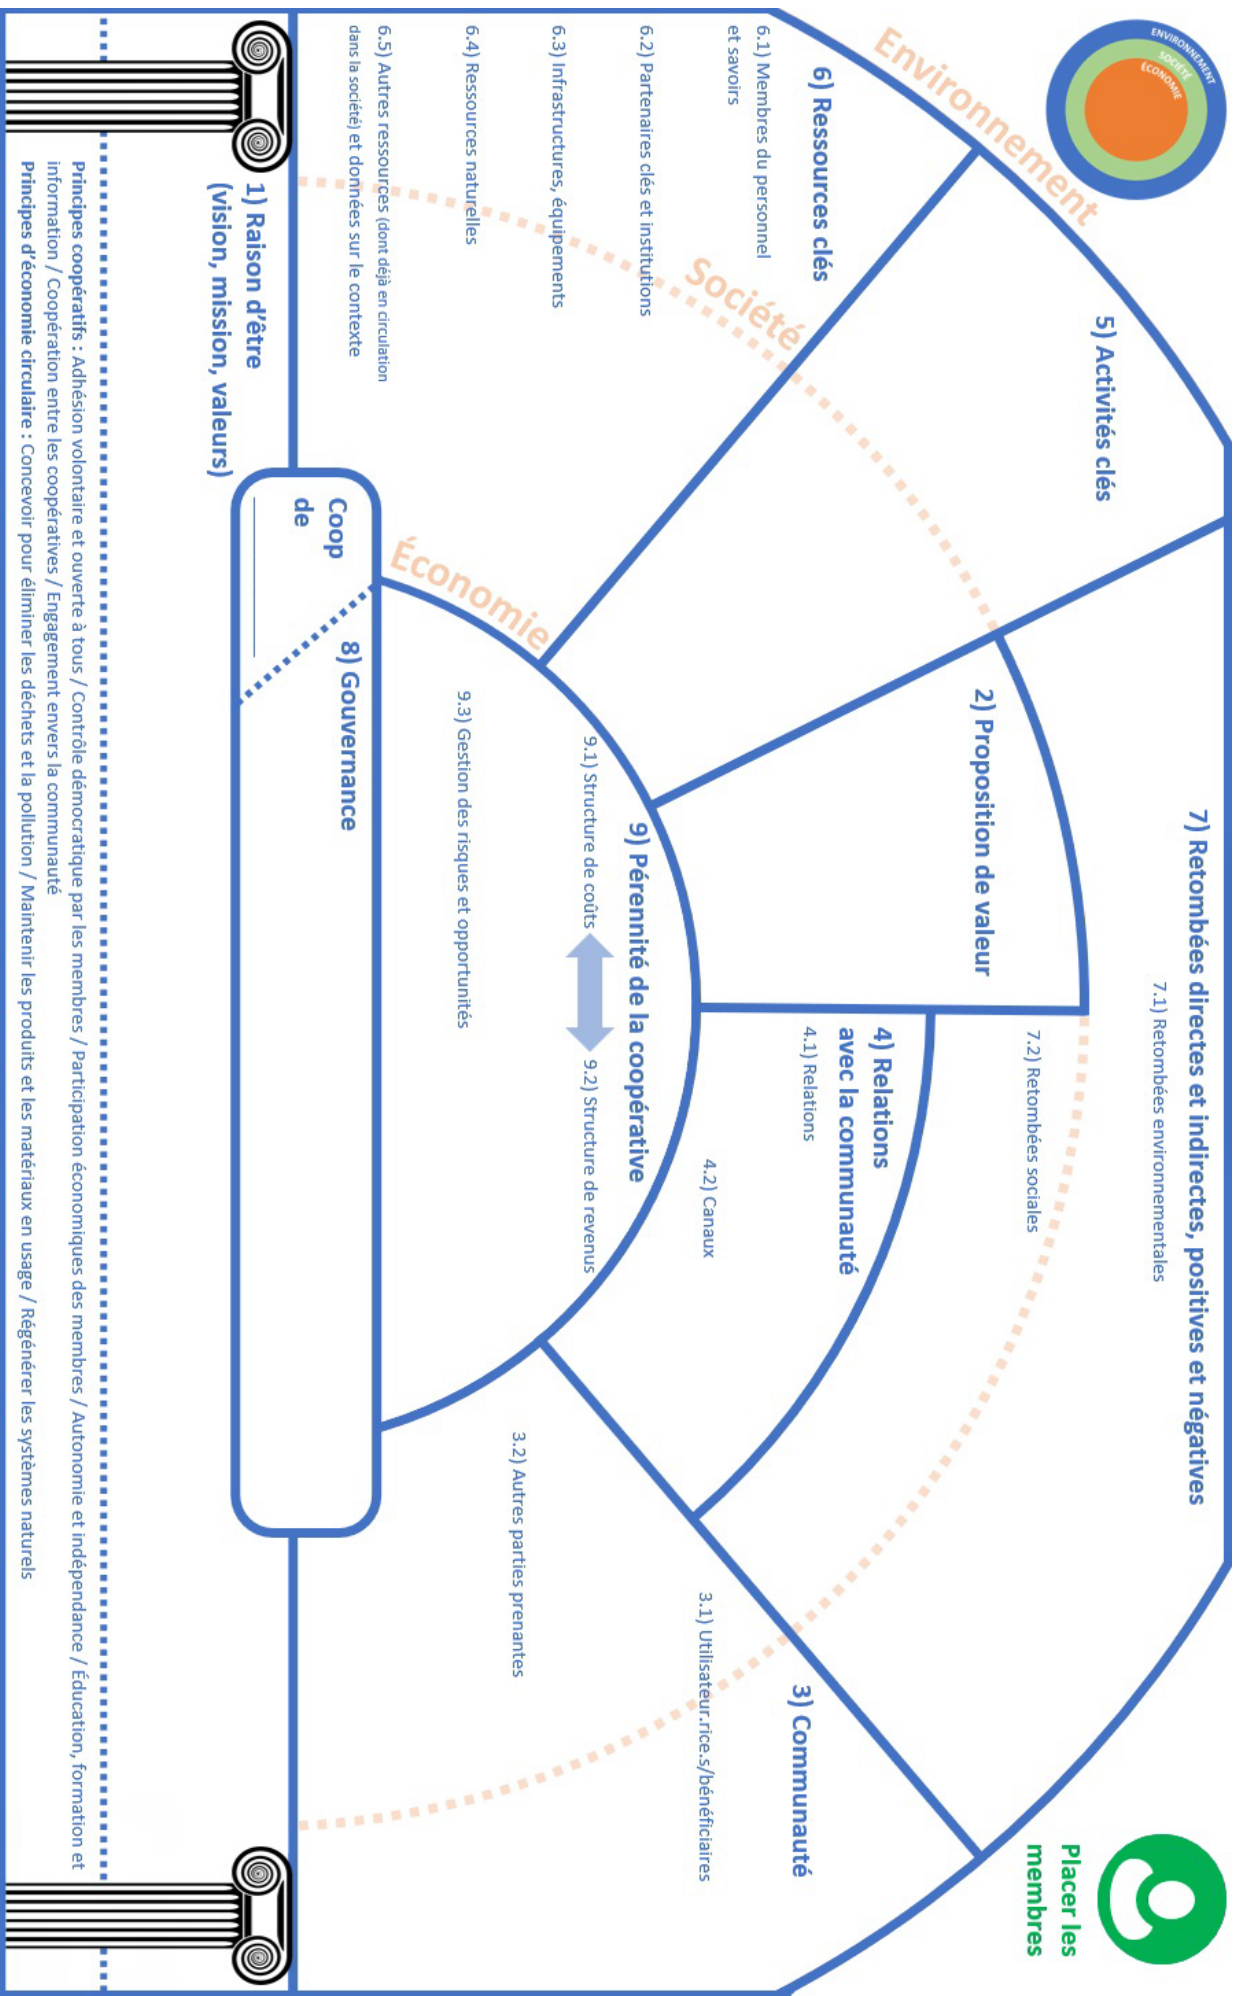 ENVIRONNEMENT
SOCIÉTÉ
ÉCONOMIE
Environnement
Société
Économie
Placer les
membres
7) Retombées directes et indirectes, positives et négatives
7.1) Retombées environnementales
7.2) Retombées sociales
5) Activités clés
2) Proposition de valeur
4) Relations
avec la communauté
4.1) Relations
4.2) Canaux
6) Ressources clés
6.1) Membres du personnel
et savoirs
6.2) Partenaires clés et institutions
6.3) Infrastructures, équipements
6.4) Ressources naturelles
6.5) Autres ressources (dont déjà en circulation
dans la société) et données sur le contexte
3) Communauté
3.1) Utilisateur.rice.s/bénéficiaires
3.2) Autres parties prenantes
9) Pérennité de la coopérative
9.1) Structure de coûts
9.2) Structure de revenus
9.3) Gestion des risques et opportunités
Coop
de
8) Gouvernance
1) Raison d'être
(vision, mission, valeurs)
Principes coopératifs : Adhésion volontaire et ouverte à tous / Contrôle démocratique par les membres / Participation économiques des membres / Autonomie et indépendance / Éducation, formation et
information / Coopération entre les coopératives / Engagement envers la communauté
Principes d'économie circulaire : Concevoir pour éliminer les déchets et la pollution / Maintenir les produits et les matériaux en usage / Régénérer les systèmes naturels